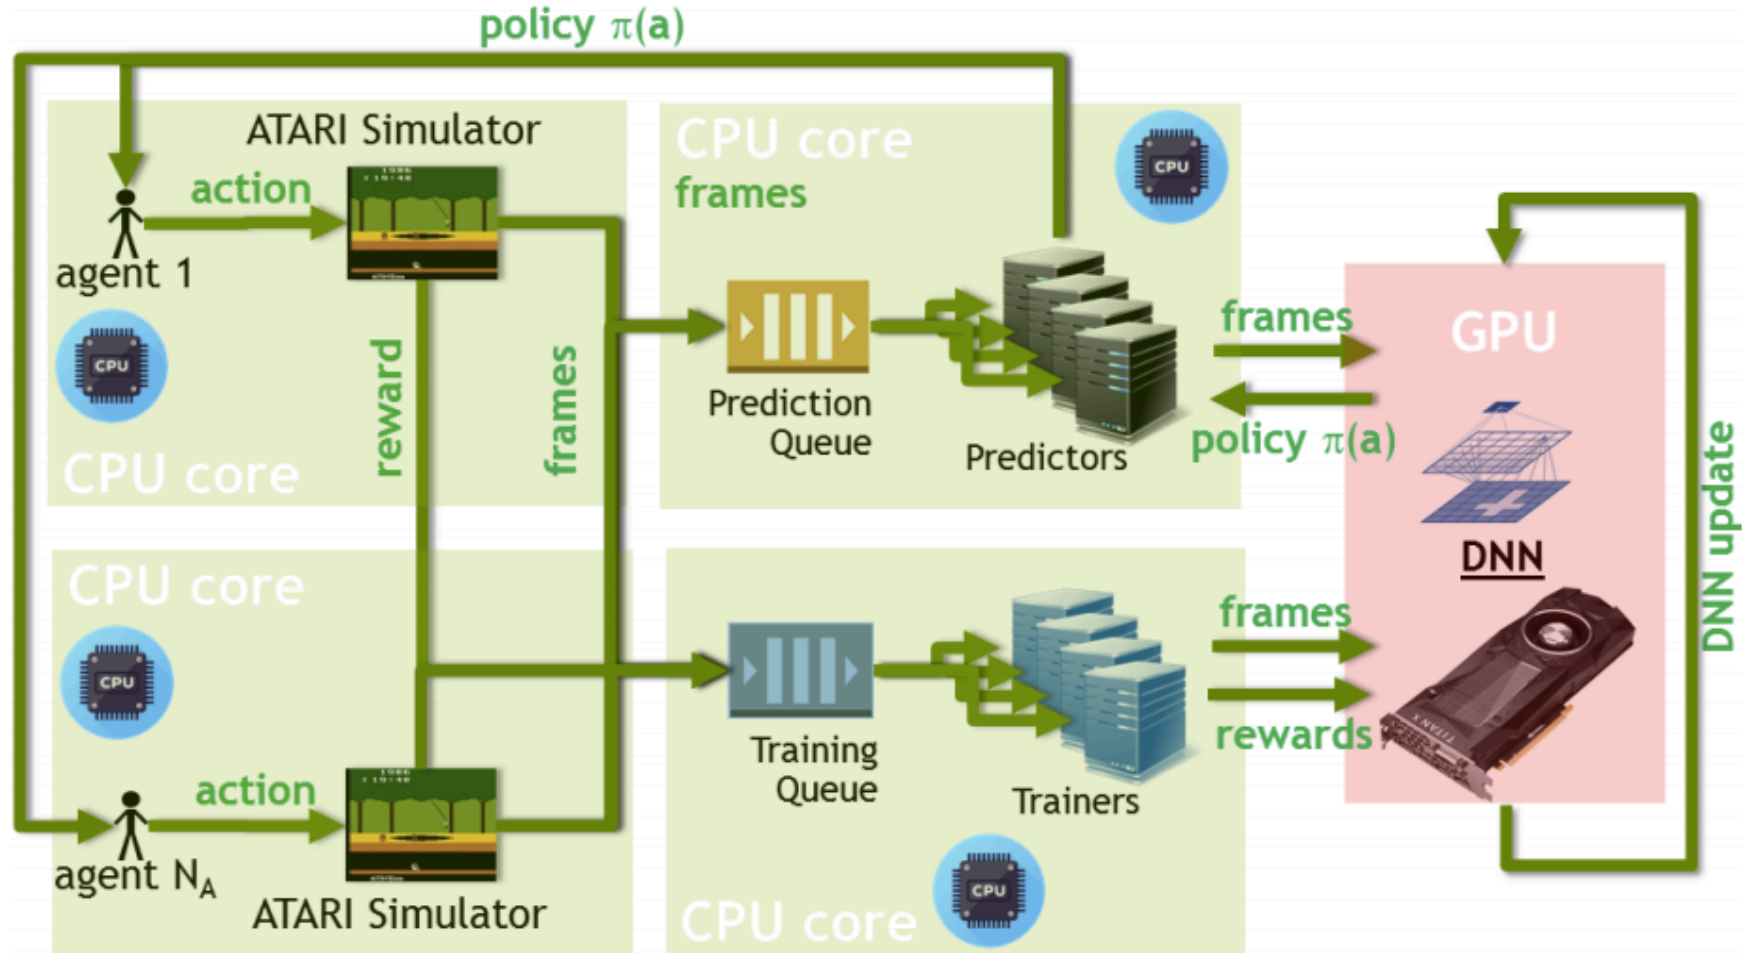 policy π(a)
ATARI Simulator
action
agent 1
CPU
CPU core
reward
frames
CPU core
frames
CPU
Prediction
Queue
Predictors
frames
policy π(a)
GPU
DNN
DNN update
CPU core
CPU
action
agent N_A
ATARI Simulator
Training
Queue
Trainers
frames
rewards
CPU
CPU core
TITAN X